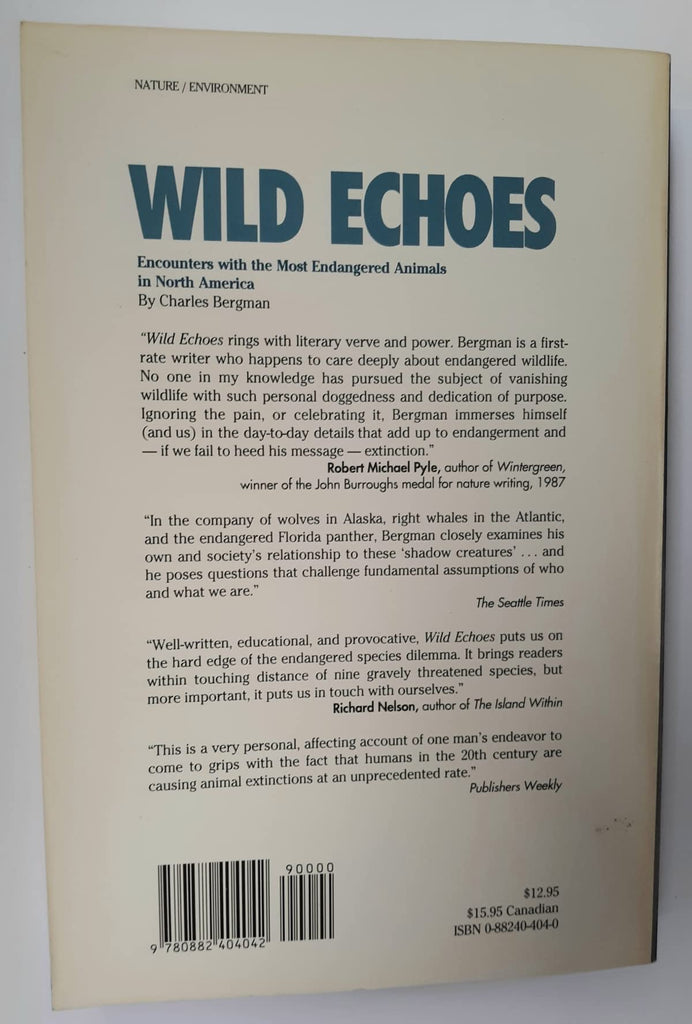 NATURE / ENVIRONMENT
WILD ECHOES
Encounters with the Most Endangered Animals
in North America
By Charles Bergman
“Wild Echoes rings with literary verve and power. Bergman is a first-
rate writer who happens to care deeply about endangered wildlife.
No one in my knowledge has pursued the subject of vanishing
wildlife with such personal doggedness and dedication of purpose.
Ignoring the pain, or celebrating it, Bergman immerses himself
(and us) in the day-to-day details that add up to endangerment and
— if we fail to heed his message — extinction.”
Robert Michael Pyle, author of Wintergreen,
winner of the John Burroughs medal for nature writing, 1987
“In the company of wolves in Alaska, right whales in the Atlantic,
and the endangered Florida panther, Bergman closely examines his
own and society’s relationship to these ‘shadow creatures’ . . . and
he poses questions that challenge fundamental assumptions of who
and what we are.”
The Seattle Times
“Well-written, educational, and provocative, Wild Echoes puts us on
the hard edge of the endangered species dilemma. It brings readers
within touching distance of nine gravely threatened species, but
more important, it puts us in touch with ourselves.”
Richard Nelson, author of The Island Within
“This is a very personal, affecting account of one man’s endeavor to
come to grips with the fact that humans in the 20th century are
causing animal extinctions at an unprecedented rate.”
Publishers Weekly
90000
9 780882 404042
$12.95
$15.95 Canadian
ISBN 0-88240-404-0